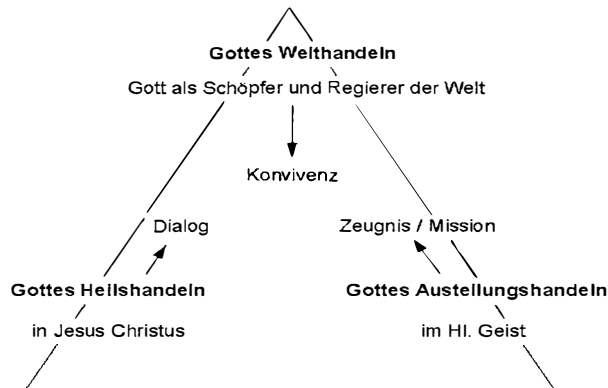 Gottes Welthandeln
Gott als Schöpfer und Regierer der Welt
Konvivenz
Dialog
Zeugnis / Mission
Gottes Heilshandeln
Gottes Austellungshandeln
in Jesus Christus
im Hl. Geist